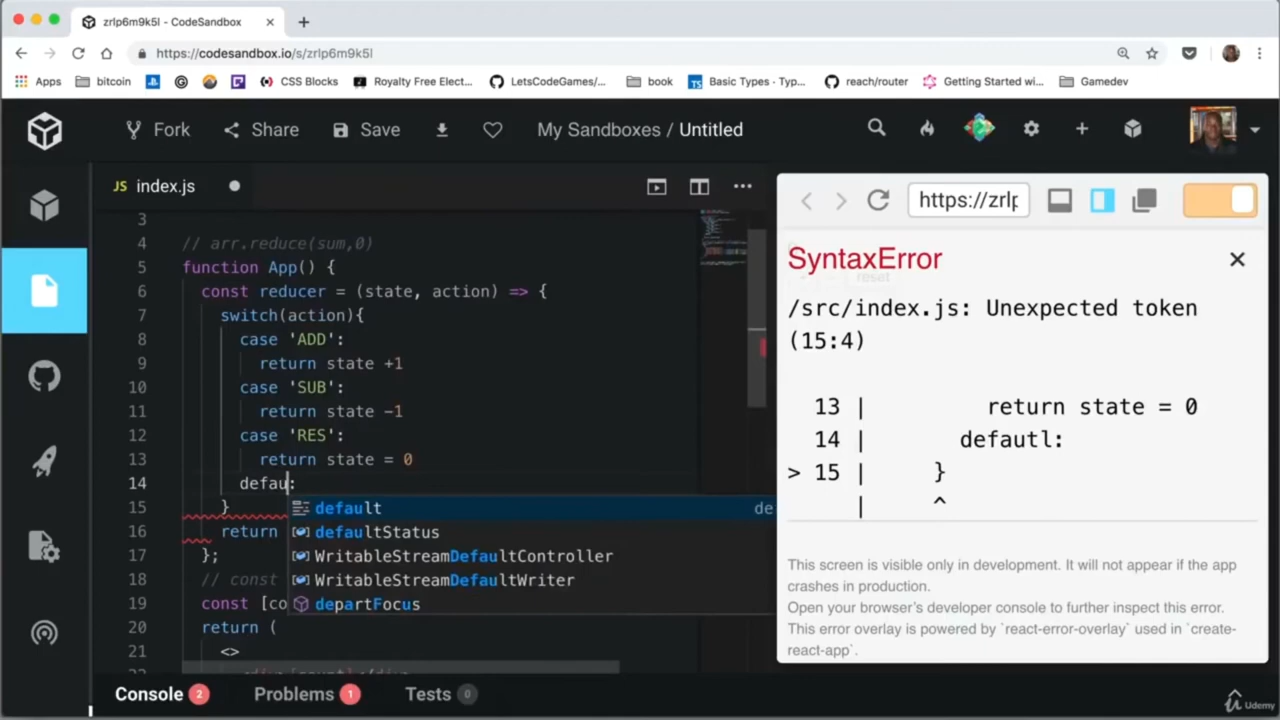 zrlp6m9k5l - CodeSandbox
https://codesandbox.io/s/zrlp6m9k5l
Apps bitcoin CSS Blocks Royalty Free Elect... LetsCodeGames/... book Basic Types - Typ... reach/router Getting Started wi... Gamedev
Fork Share Save My Sandboxes / Untitled
JS index.js
https://zrlp
3
4 // arr.reduce(sum,0)
5 function App() {
6 const reducer = (state, action) => {
7 switch(action){
8 case 'ADD':
9 return state +1
10 case 'SUB':
11 return state -1
12 case 'RES':
13 return state = 0
14 defau:
15 }
16 return
17 };
18 // const
19 const [co
20 return (
21 <>
default de
defaultStatus
WritableStreamDefaultController
WritableStreamDefaultWriter
departFocus
SyntaxError
reset
/src/index.js: Unexpected token
(15:4)
13 | return state = 0
14 | defautl:
> 15 | }
| ^
This screen is visible only in development. It will not appear if the app
crashes in production.
Open your browser's developer console to further inspect this error.
This error overlay is powered by `react-error-overlay` used in `create-
react-app`.
Console 2 Problems 1 Tests 0
Udemy